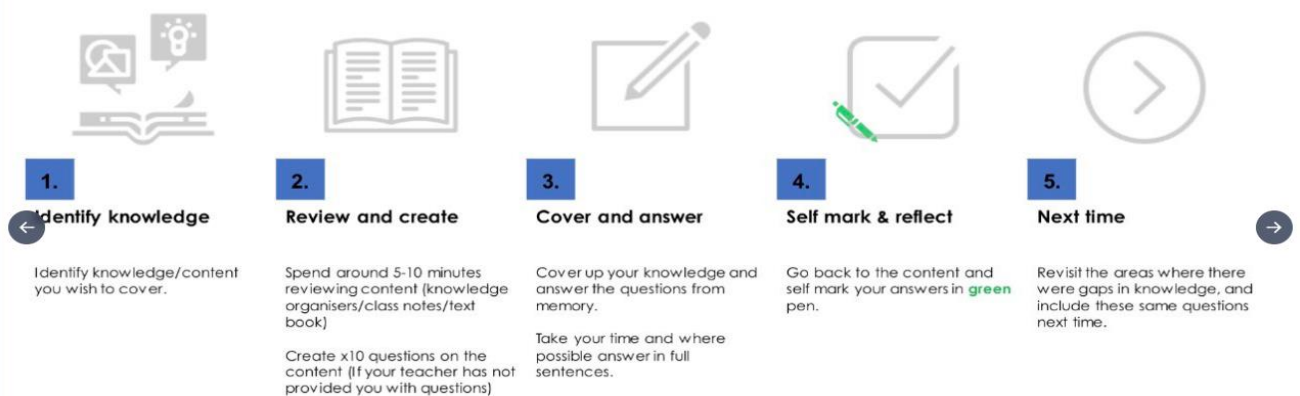 1.
Identify knowledge
Identify knowledge/content
you wish to cover.
2.
Review and create
Spend around 5-10 minutes
reviewing content (knowledge
organisers/class notes/text
book)
Create x10 questions on the
content (If your teacher has not
provided you with questions)
3.
Cover and answer
Cover up your knowledge and
answer the questions from
memory.
Take your time and where
possible answer in full
sentences.
4.
Self mark & reflect
Go back to the content and
self mark your answers in green
pen.
5.
Next time
Revisit the areas where there
were gaps in knowledge, and
include these same questions
next time.